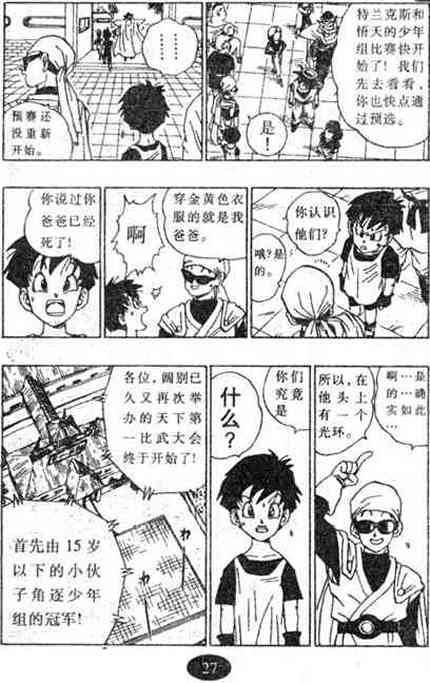 特兰克斯和
悟天的少年
组比赛快开
始了！我们
先去看看，
你也快点通
过预选。
是！
……
预赛还
没重新
开始。
你认识
他们？
哦?是
的。
穿金黄色衣
服的就是我
爸爸。
啊
你说过你
爸爸已经
死了！
啊…是
的…确
实如此
…
所以，在
他头上
有一个
光环。
你们
究竟
是
什么？
各位，阔别已
久又再次举
办的天下第
一比武大会
终于开始了！
首先由 15 岁
以下的小伙
子角逐少年
组的冠军！
27